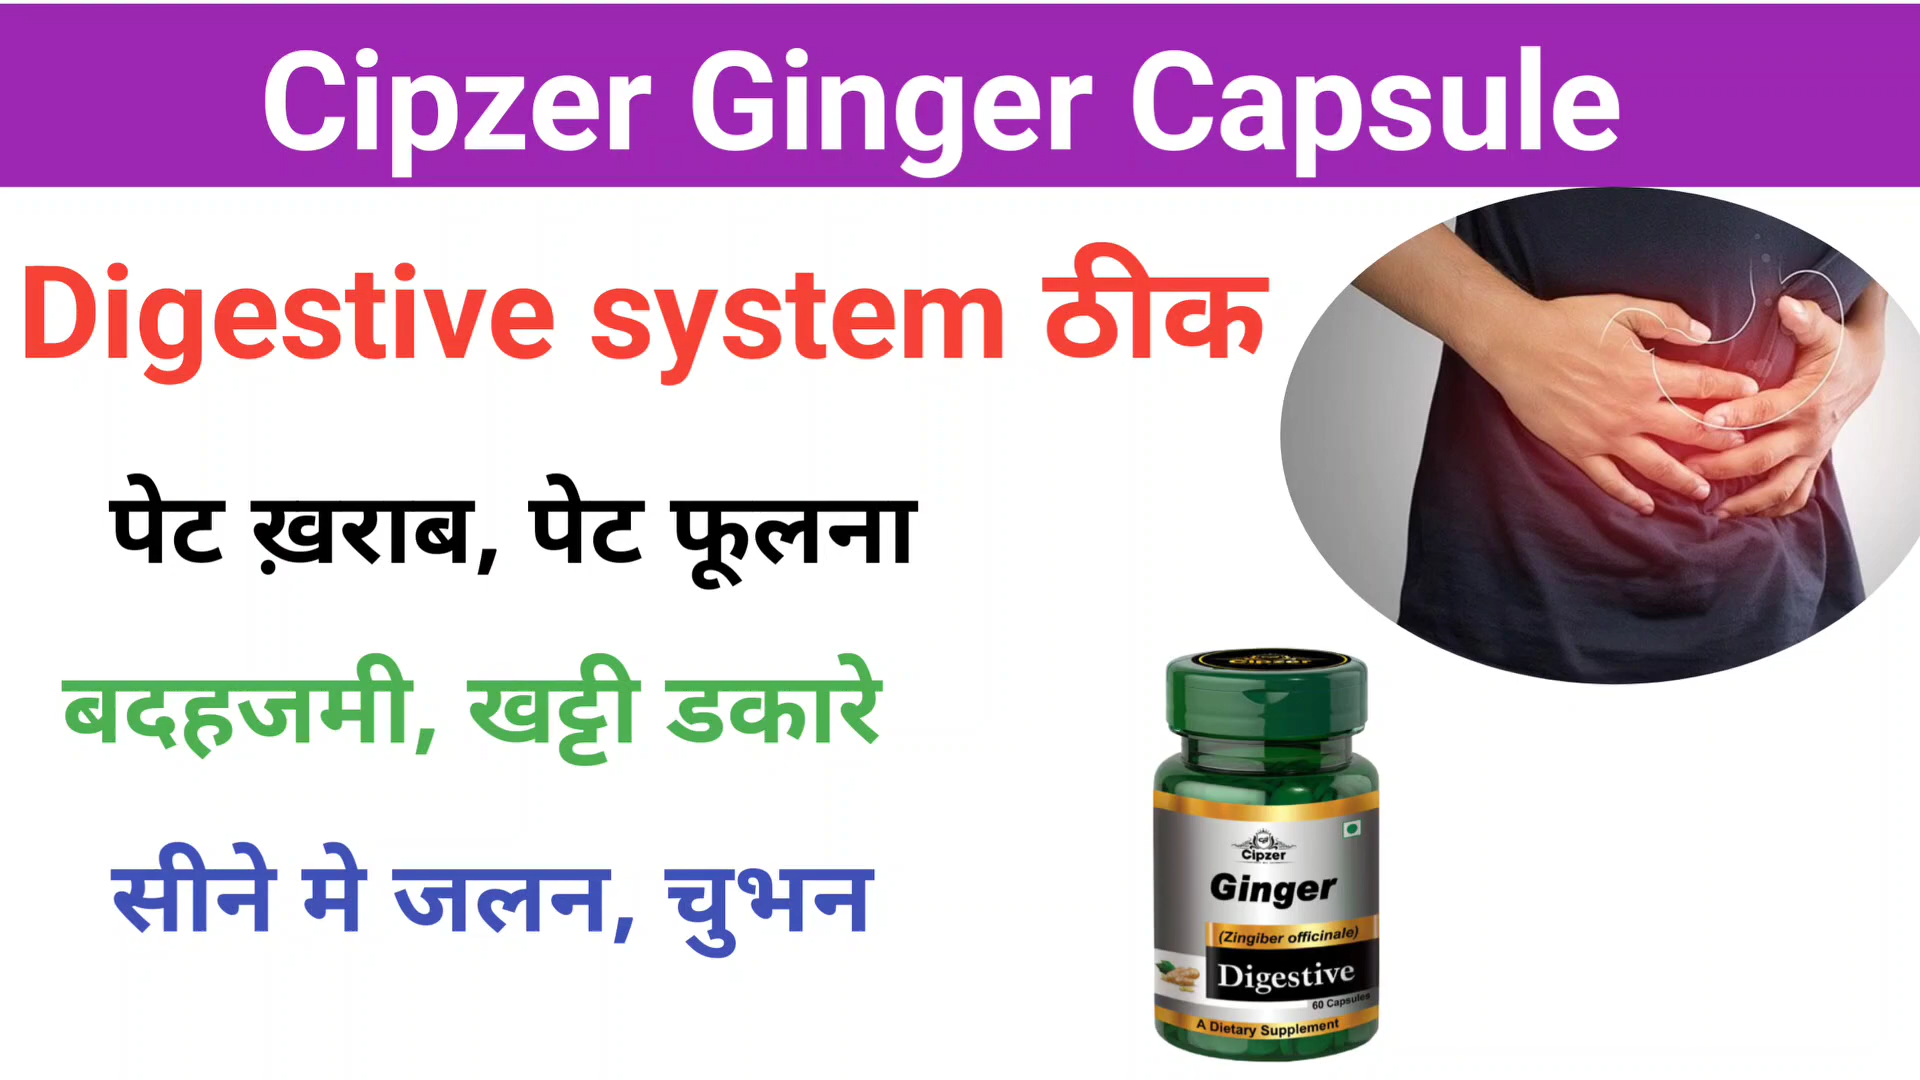 Cipzer Ginger Capsule
Digestive system ठीक
पेट ख़राब, पेट फूलना
बदहजमी, खट्टी डकारे
सीने मे जलन, चुभन
Cipzer
Cipzer
Ginger
(Zingiber officinale)
Digestive
60 Capsules
A Dietary Supplement